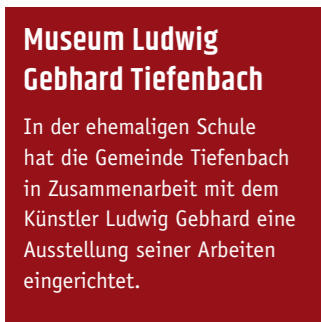 Museum Ludwig
Gebhard Tiefenbach
In der ehemaligen Schule
hat die Gemeinde Tiefenbach
in Zusammenarbeit mit dem
Künstler Ludwig Gebhard eine
Ausstellung seiner Arbeiten
eingerichtet.